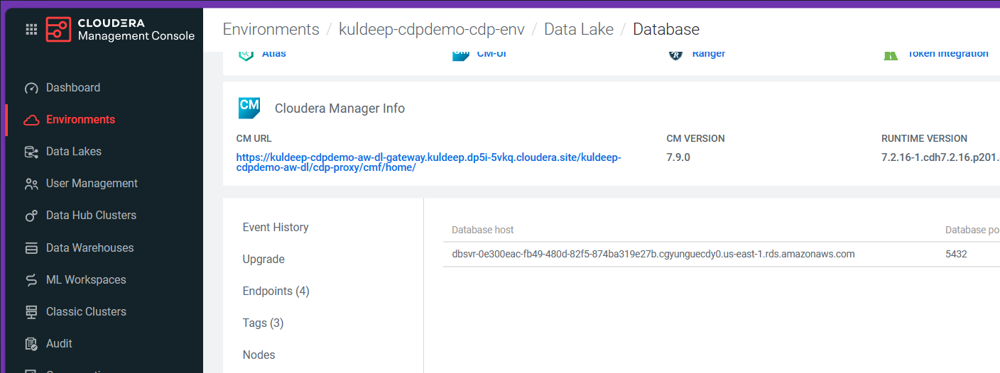 CLOUDERA
Management Console
Dashboard
Environments
Data Lakes
User Management
Data Hub Clusters
Data Warehouses
ML Workspaces
Classic Clusters
Audit
Environments / kuldeep-cdpdemo-cdp-env / Data Lake / Database
Atlas CM-UI Ranger Token Integration
CM Cloudera Manager Info
CM URL CM VERSION RUNTIME VERSION
https://kuldeep-cdpdemo-aw-dl-gateway.kuldeep.dp5i-5vkq.cloudera.site/kuldeep- 7.9.0 7.2.16-1.cdh7.2.16.p201.
cdpdemo-aw-dl/cdp-proxy/cmf/home/
Event History
Upgrade
Endpoints (4)
Tags (3)
Nodes
Database host Database po
dbsvr-0e300eac-fb49-480d-82f5-874ba319e27b.cgyunguecdy0.us-east-1.rds.amazonaws.com 5432